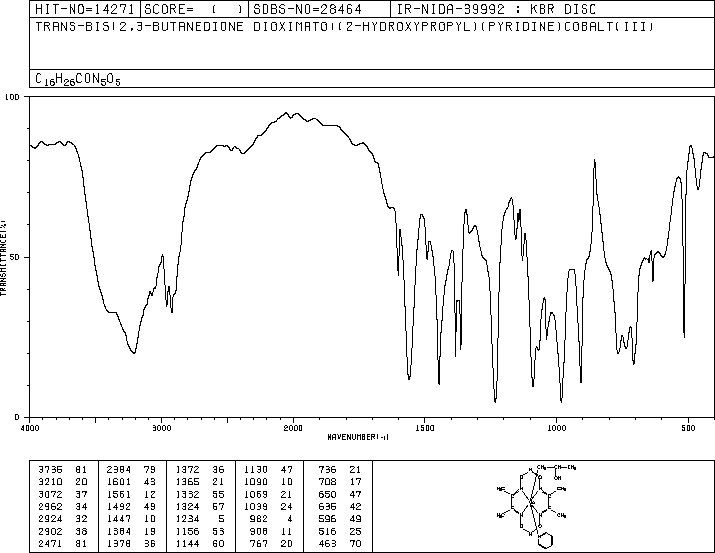 HIT-NO=14271 SCORE= ( ) SDBS-NO=28464 IR-NIDA-39992 : KBR DISC
TRANS-BIS(2,3-BUTANEDIONE DIOXIMATO)(2-HYDROXYPROPYL)(PYRIDINE)COBALT(III)
C16H26CON5O5
100
50
0
TRANSMITTANCE(%)
4000 3000 2000 1500 1000 500
WAVENUMBER(-1)
3735 81 2384 79 1372 36 1130 47 736 21
3210 20 1601 43 1365 21 1090 10 708 17
3072 37 1561 12 1332 55 1069 21 650 47
2962 34 1492 49 1324 57 1039 24 635 42
2924 32 1447 10 1234 5 982 4 596 49
2902 38 1384 19 1156 53 908 11 516 25
2471 81 1378 36 1144 60 767 20 463 70